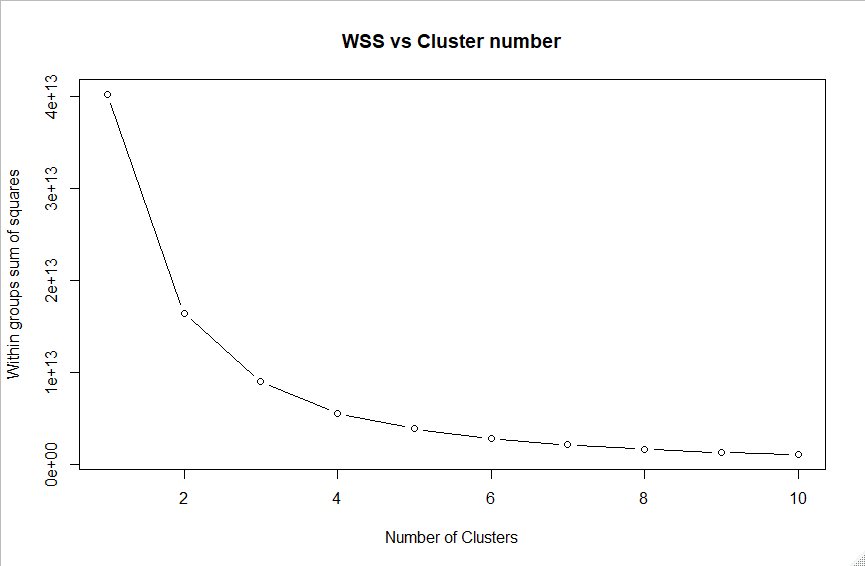 WSS vs Cluster number
Within groups sum of squares
4e+13
3e+13
2e+13
1e+13
0e+00
2 4 6 8 10
Number of Clusters